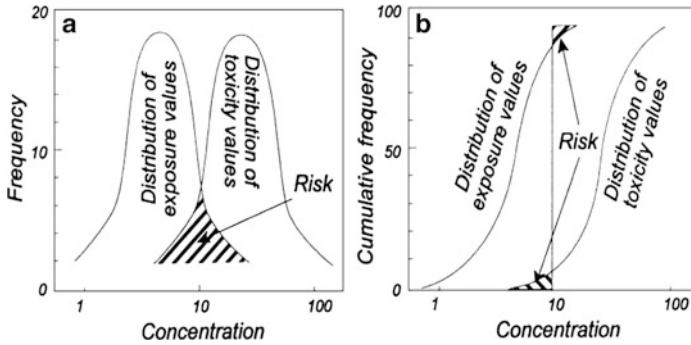 a
20
10
0
Frequency
Distribution of
exposure values
Distribution of
toxicity values
Risk
1
10
100
Concentration
b
100
50
0
Cumulative frequency
Distribution of
exposure values
Risk
Distribution of
toxicity values
1
10
100
Concentration